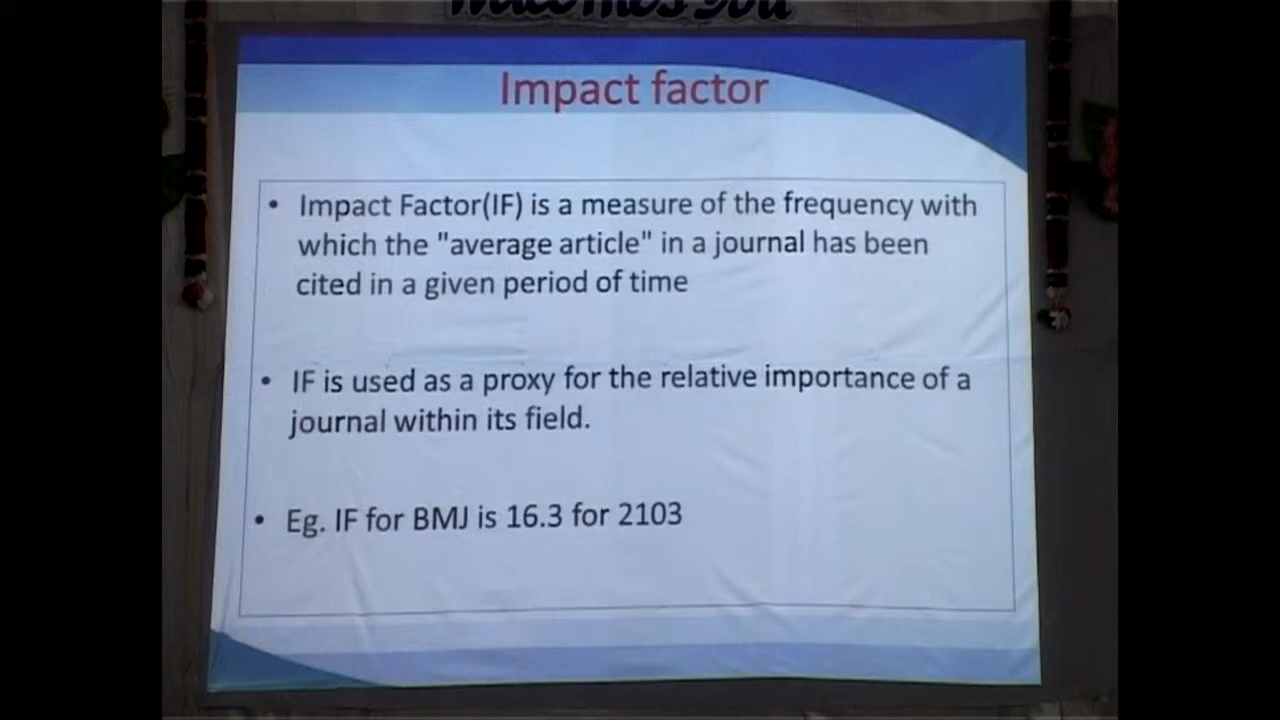 Impact factor
• Impact Factor(IF) is a measure of the frequency with
which the "average article" in a journal has been
cited in a given period of time
• IF is used as a proxy for the relative importance of a
journal within its field.
• Eg. IF for BMJ is 16.3 for 2103